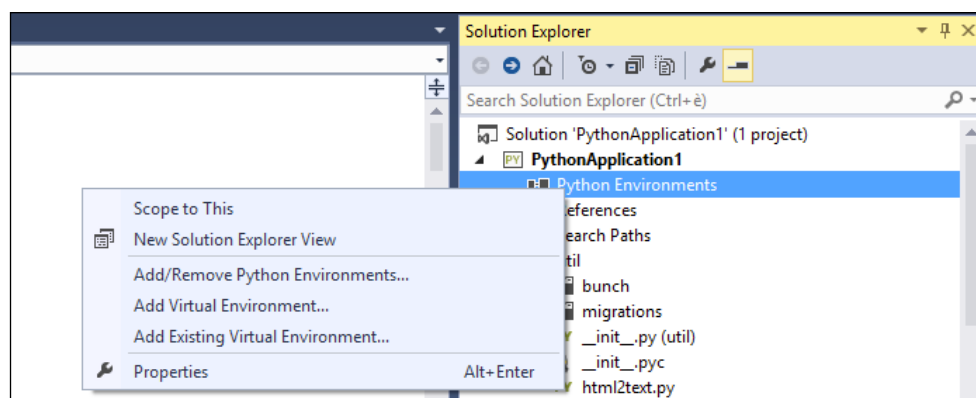 Solution Explorer
Search Solution Explorer (Ctrl+è)
Solution 'PythonApplication1' (1 project)
PY PythonApplication1
Python Environments
Scope to This
New Solution Explorer View
Add/Remove Python Environments...
Add Virtual Environment...
Add Existing Virtual Environment...
Properties Alt+Enter
eferences
earch Paths
til
bunch
migrations
__init__.py (util)
__init__.pyc
html2text.py